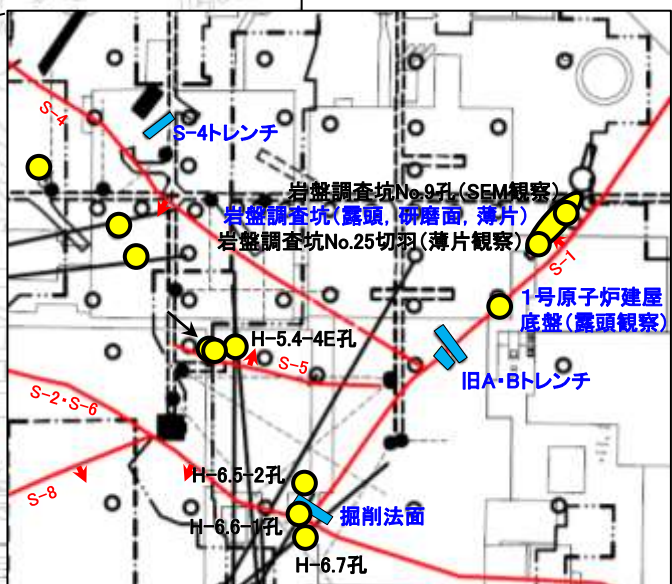 S-4
S-4トレンチ
岩盤調査坑No.9孔(SEM観察)
岩盤調査坑(露頭, 研磨面, 薄片)
岩盤調査坑No.25切羽(薄片観察)
S-1
1号原子炉建屋
底盤(露頭観察)
H-5.4-4E孔
S-5
旧A・Bトレンチ
S-2・S-6
S-8
H-6.5-2孔
掘削法面
H-6.6-1孔
H-6.7孔